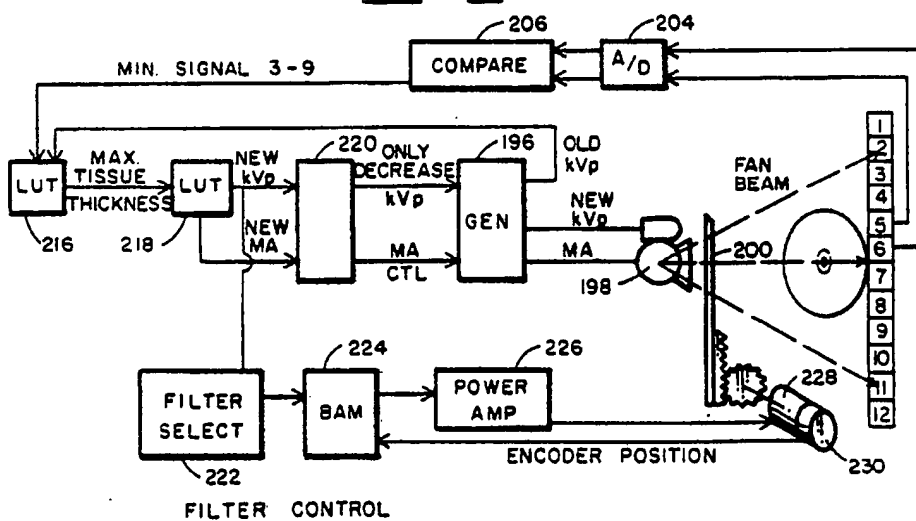 206
204
COMPARE
A/D
MIN. SIGNAL 3-9
1
2
3
4
5
6
7
8
9
10
11
12
220
196
OLD
kVp
MAX.
TISSUE
THICKNESS
NEW
kVp
ONLY
DECREASE
kVp
FAN
BEAM
LUT
LUT
GEN
NEW
kVp
216
218
NEW
MA
MA
CTL
MA
198
200
224
226
228
FILTER
SELECT
BAM
POWER
AMP
222
ENCODER POSITION
230
FILTER CONTROL